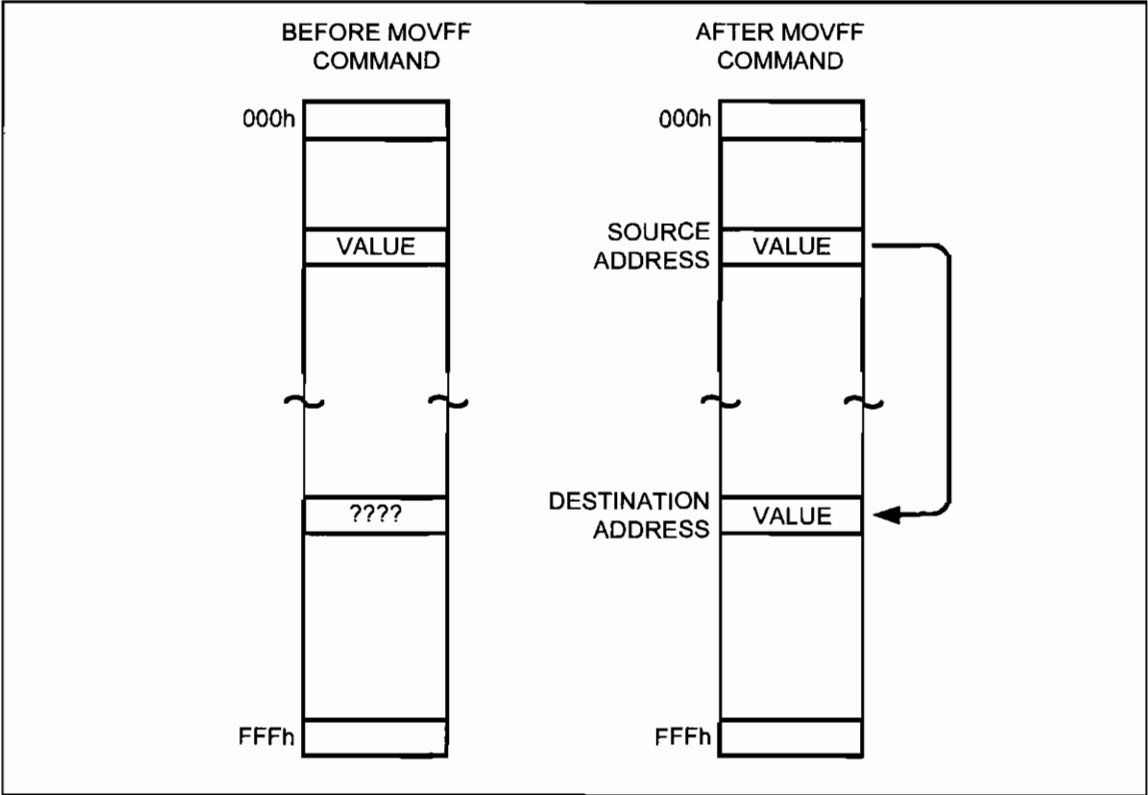 BEFORE MOVFF
COMMAND
000h
VALUE
????
FFFh
AFTER MOVFF
COMMAND
000h
SOURCE
ADDRESS
VALUE
DESTINATION
ADDRESS
VALUE
FFFh